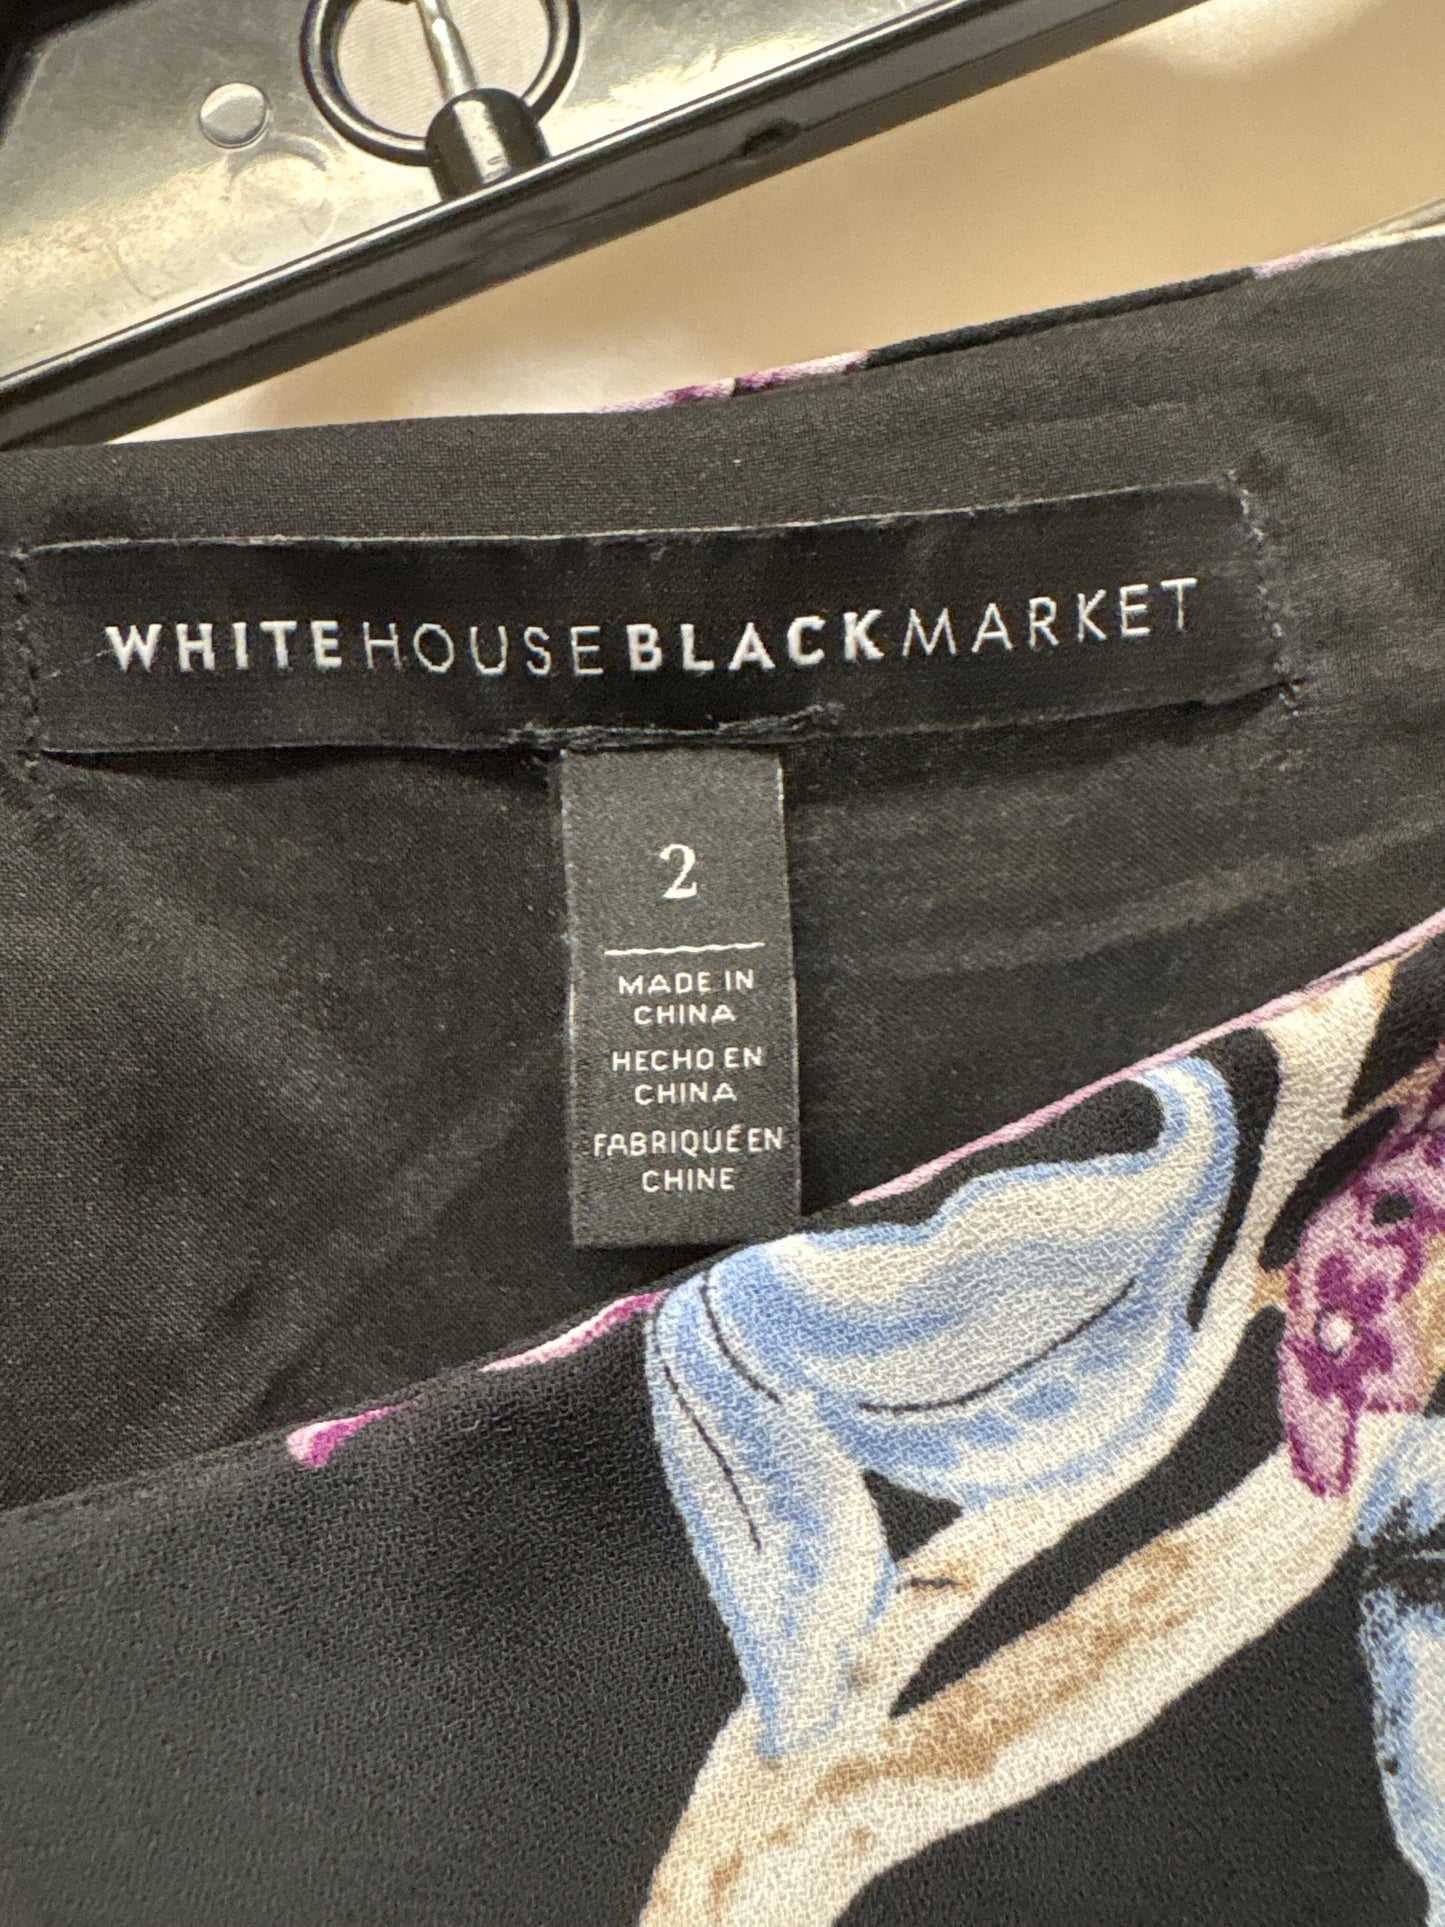 WHITEHOUSEBLACKMARKET
2
MADE IN
CHINA
HECHO EN
CHINA
FABRIQUÉ EN
CHINE